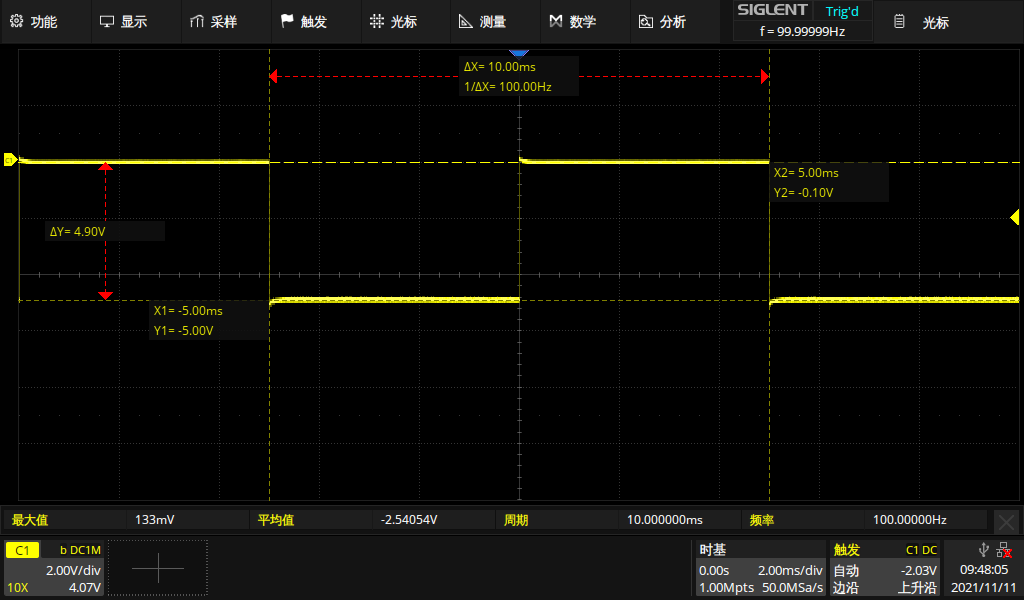 功能 显示 采样 触发 光标 测量 数学 分析 SIGLENT Trig'd 光标
f = 99.99999Hz
ΔX= 10.00ms
1/ΔX= 100.00Hz
C1
X2= 5.00ms
Y2= -0.10V
ΔY= 4.90V
X1= -5.00ms
Y1= -5.00V
最大值 133mV 平均值 -2.54054V 周期 10.000000ms 频率 100.00000Hz
C1 b DC1M 时基 触发 C1 DC
2.00V/div 0.00s 2.00ms/div 自动 -2.03V 09:48:05
10X 4.07V 1.00Mpts 50.0MSa/s 边沿 上升沿 2021/11/11